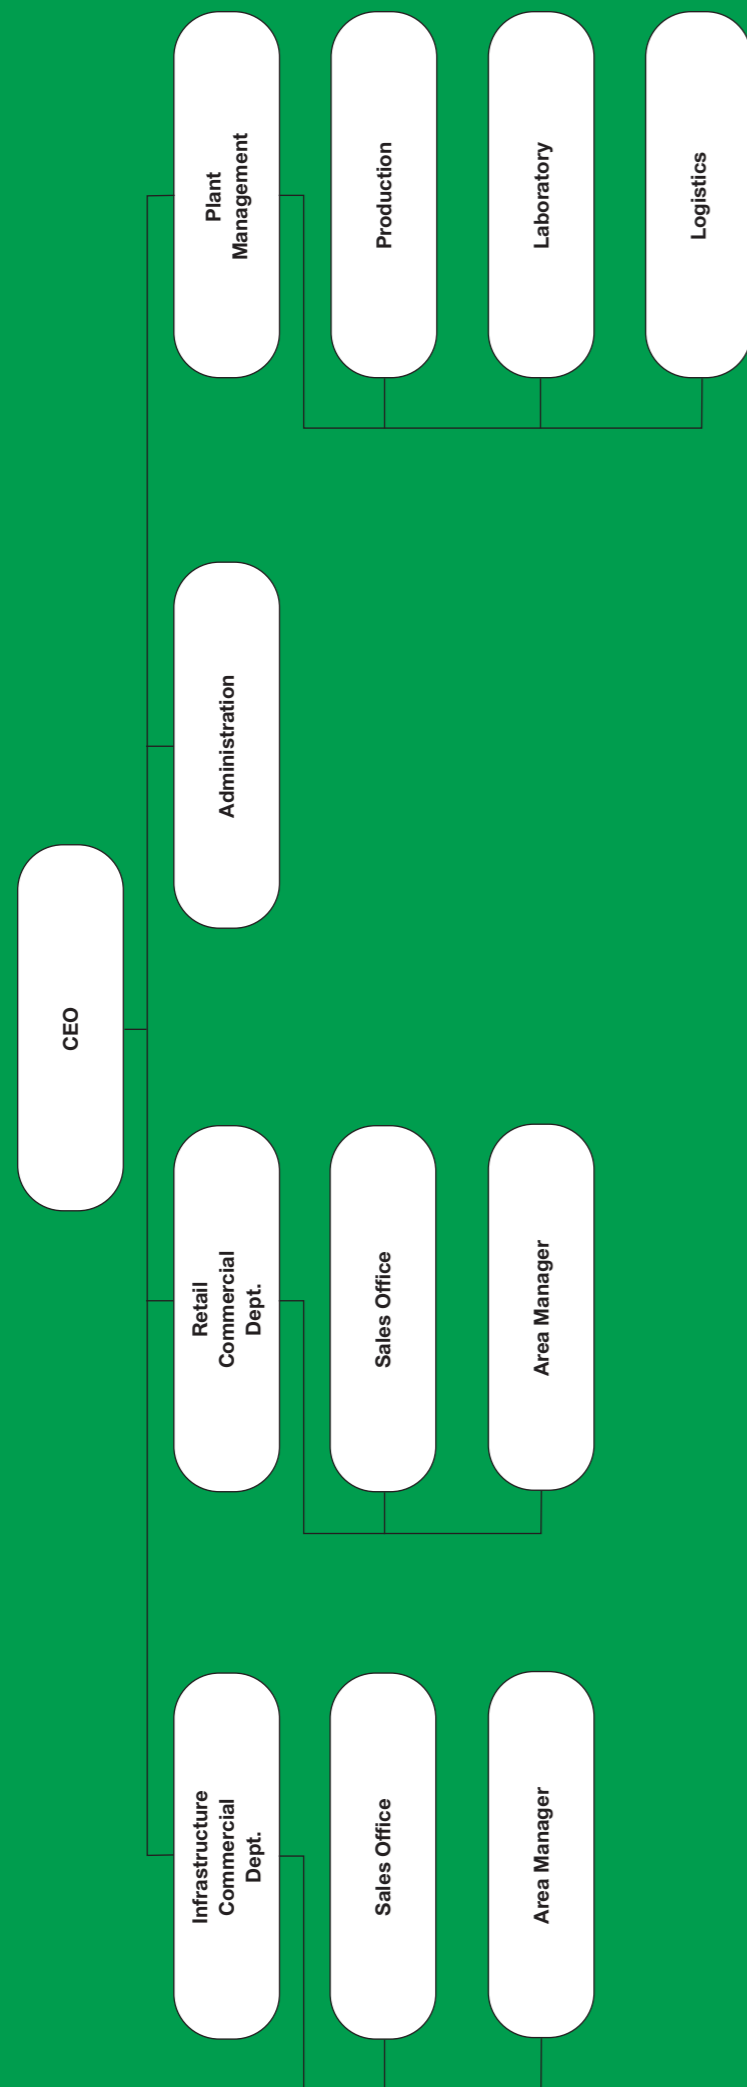 CEO
Infrastructure
Commercial
Dept.
Retail
Commercial
Dept.
Administration
Plant
Management
Sales Office
Sales Office
Production
Area Manager
Area Manager
Laboratory
Logistics